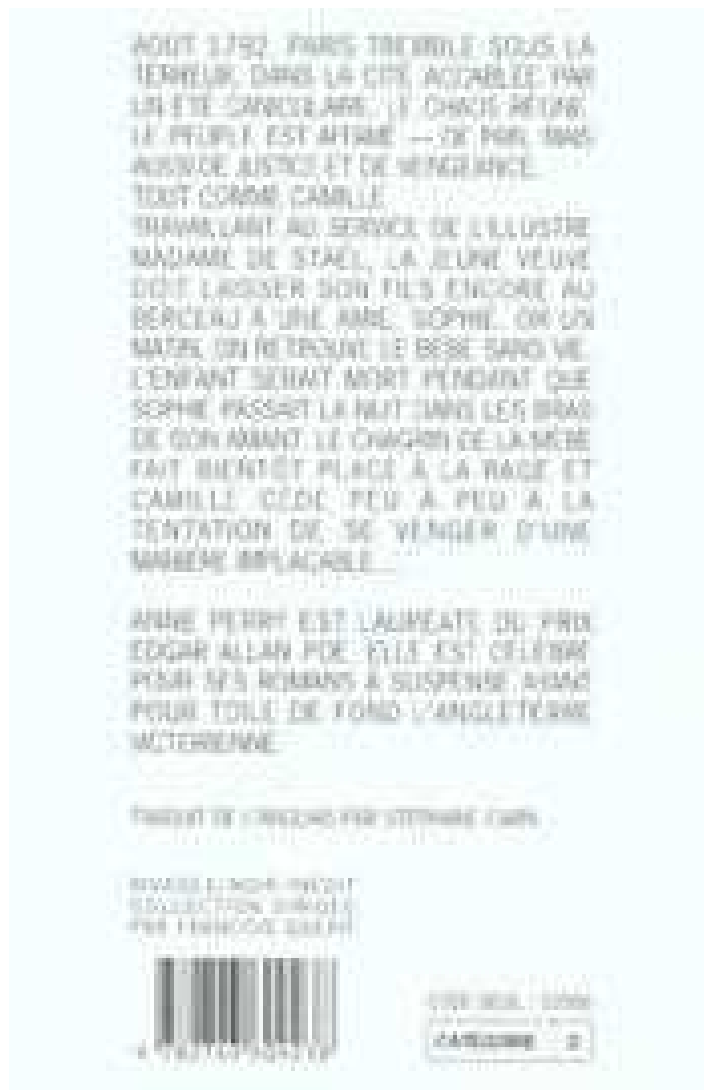 AOÛT 1792. PARIS TREMBLE SOUS LA
TERREUR. DANS LA CITÉ ACCABLÉE PAR
UN ÉTÉ CANICULAIRE, LE CHAOS RÈGNE.
LE PEUPLE EST AFFAMÉ — DE PAIN, MAIS
AUSSI DE JUSTICE ET DE VENGEANCE.
TOUT COMME CAMILLE.
TRAVAILLANT AU SERVICE DE L'ILLUSTRE
MADAME DE STAËL, LA JEUNE VEUVE
DOIT LAISSER SON FILS ENCORE AU
BERCEAU À UNE AMIE, SOPHIE. OR UN
MATIN, ON RETROUVE LE BÉBÉ SANS VIE.
L'ENFANT SERAIT MORT PENDANT QUE
SOPHIE PASSAIT LA NUIT DANS LES BRAS
DE SON AMANT. LE CHAGRIN DE LA MÈRE
FAIT BIENTÔT PLACE À LA RAGE ET
CAMILLE CÈDE PEU À PEU À LA
TENTATION DE SE VENGER D'UNE
MANIÈRE IMPLACABLE...
ANNE PERRY EST LAURÉATE DU PRIX
EDGAR ALLAN POE. ELLE EST CÉLÈBRE
POUR SES ROMANS À SUSPENSE AYANT
POUR TOILE DE FOND L'ANGLETERRE
VICTORIENNE.
TRADUIT DE L'ANGLAIS PAR STÉPHANE
COLLECTION DIRIGÉE
PAR FRANÇOIS
CATÉGORIE 2